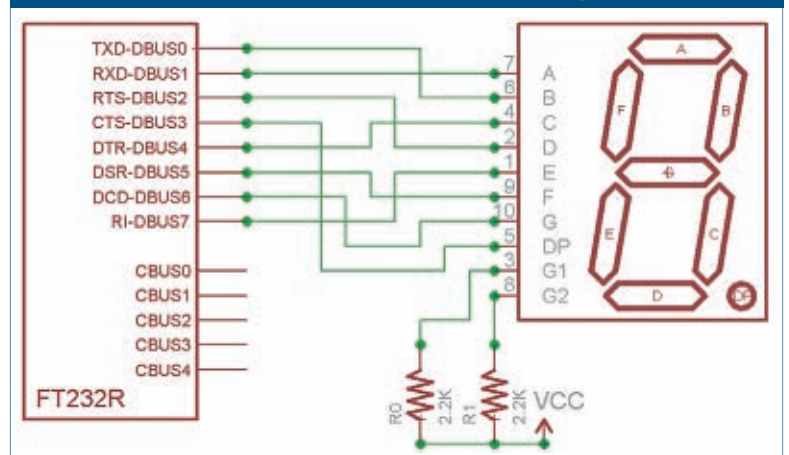 TXD-DBUS0
RXD-DBUS1
RTS-DBUS2
CTS-DBUS3
DTR-DBUS4
DSR-DBUS5
DCD-DBUS6
RI-DBUS7
CBUS0
CBUS1
CBUS2
CBUS3
CBUS4
FT232R
7 A
6 B
4 C
2 D
1 E
9 F
10 G
5 DP
3 G1
8 G2
A
F
B
G
E
C
D
DP
R0
2.2K
R1
2.2K
VCC